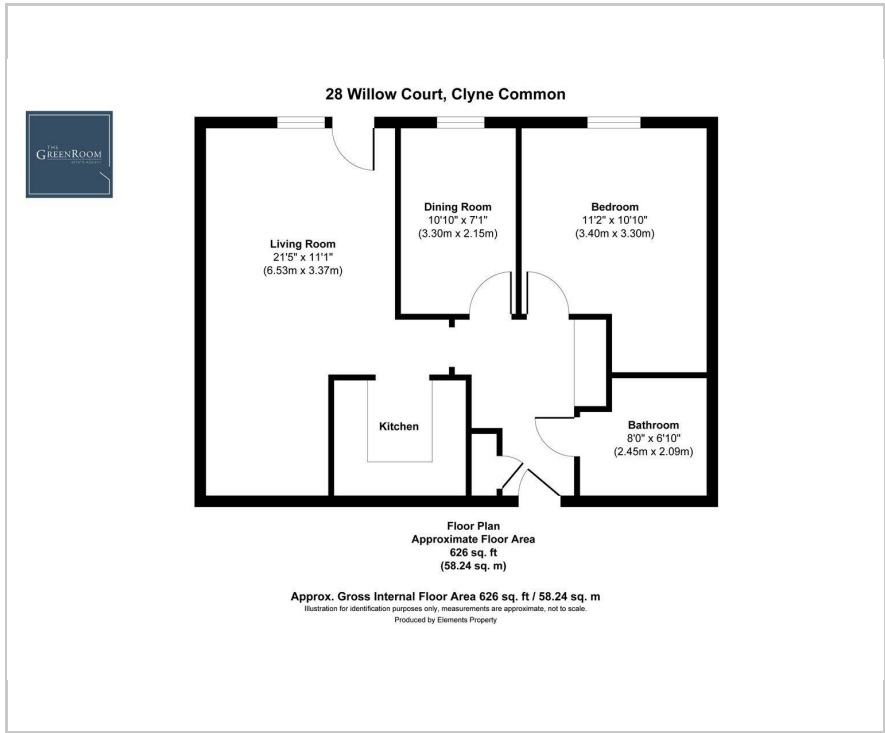 28 Willow Court, Clyne Common
THE
GREENROOM
ESTATE AGENCY
Dining Room
10'10" x 7'1"
(3.30m x 2.15m)
Bedroom
11'2" x 10'10"
(3.40m x 3.30m)
Living Room
21'5" x 11'1"
(6.53m x 3.37m)
Kitchen
Bathroom
8'0" x 6'10"
(2.45m x 2.09m)
Floor Plan
Approximate Floor Area
626 sq. ft
(58.24 sq. m)
Approx. Gross Internal Floor Area 626 sq. ft / 58.24 sq. m
Illustration for identification purposes only, measurements are approximate, not to scale.
Produced by Elements Property